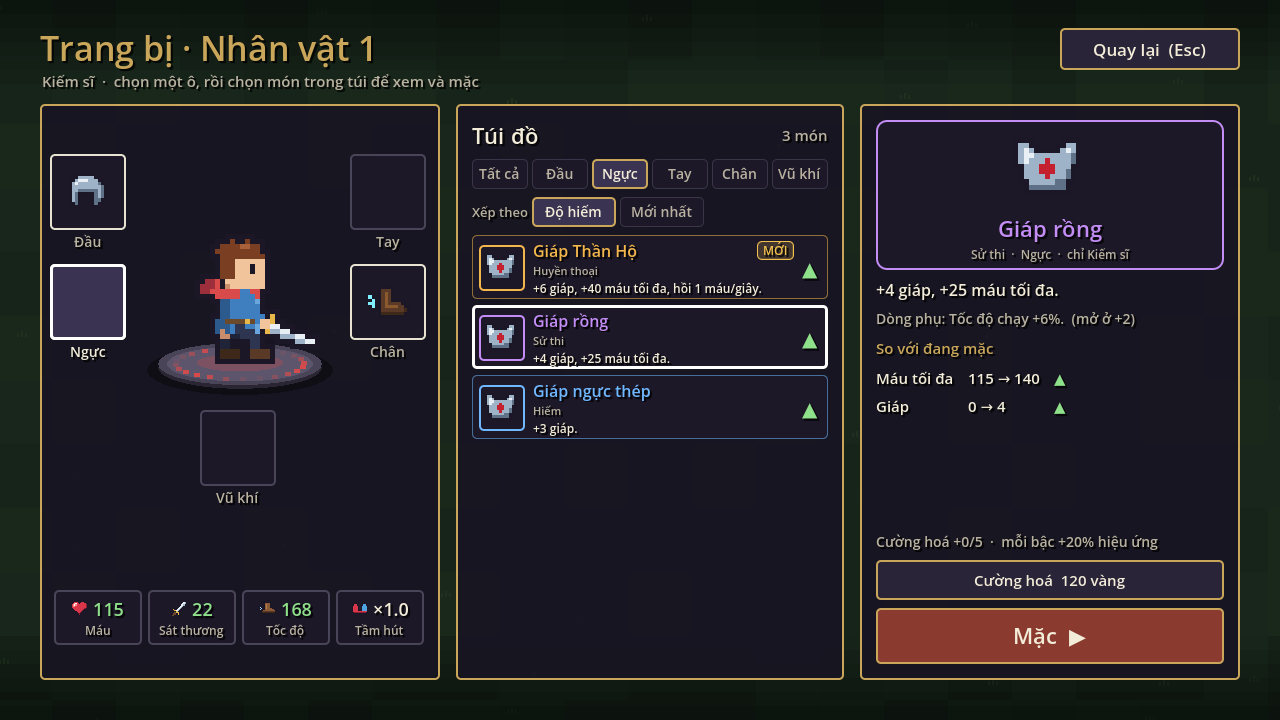 Trang bị · Nhân vật 1
Kiếm sĩ · chọn một ô, rồi chọn món trong túi để xem và mặc
Quay lại (Esc)
Đầu
Tay
Ngực
Chân
Vũ khí
115
Máu
22
Sát thương
168
Tốc độ
×1.0
Tầm hút
Túi đồ
3 món
Tất cả
Đầu
Ngực
Tay
Chân
Vũ khí
Xếp theo
Độ hiếm
Mới nhất
Giáp Thần Hộ
MỚI
Huyền thoại
+6 giáp, +40 máu tối đa, hồi 1 máu/giây.
Giáp rồng
Sử thi
+4 giáp, +25 máu tối đa.
Giáp ngực thép
Hiếm
+3 giáp.
Giáp rồng
Sử thi · Ngực · chỉ Kiếm sĩ
+4 giáp, +25 máu tối đa.
Dòng phụ: Tốc độ chạy +6%. (mở ở +2)
So với đang mặc
Máu tối đa 115 → 140 ▲
Giáp 0 → 4 ▲
Cường hoá +0/5 · mỗi bậc +20% hiệu ứng
Cường hoá 120 vàng
Mặc ▶